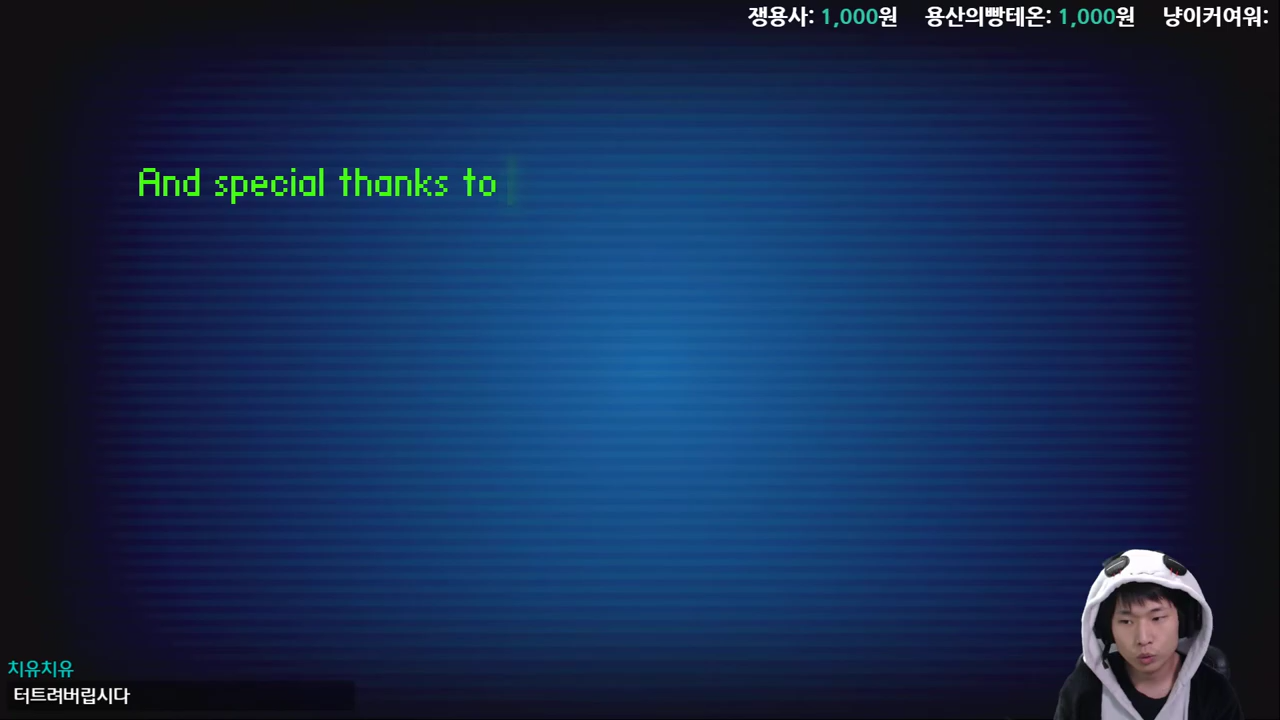 쟁용사: 1,000원 용산의빵테온: 1,000원 냥이커여워:
And special thanks to
치유치유
터트려버립시다